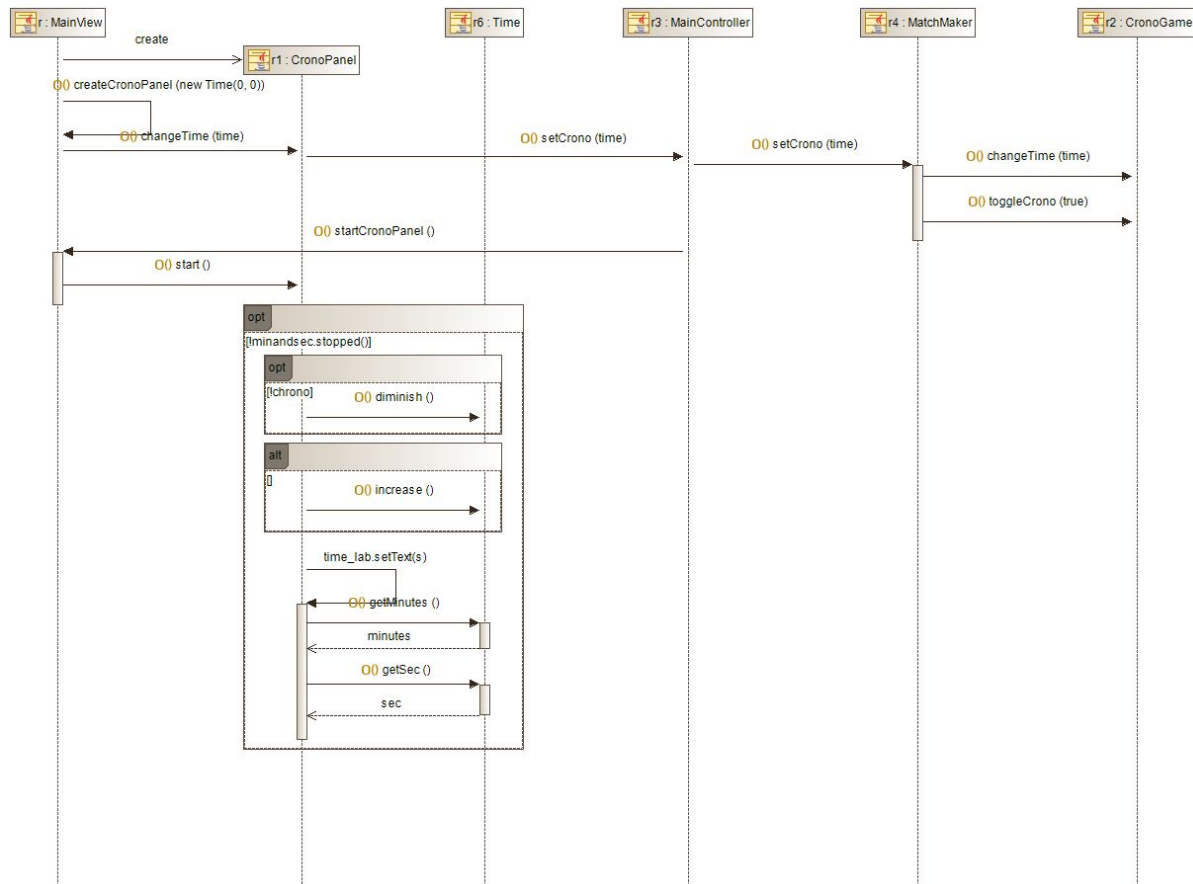 r : MainView
r6 : Time
r3 : MainController
r4 : MatchMaker
r2 : CronoGame
create
r1 : CronoPanel
O() createCronoPanel (new Time(0, 0))
O() changeTime (time)
O() setCrono (time)
O() setCrono (time)
O() changeTime (time)
O() toggleCrono (true)
O() startCronoPanel ()
O() start ()
opt
[!minandsec.stopped()]
opt
[!chrono]
O() diminish ()
alt
[]
O() increase ()
time_lab.setText(s)
O() getMinutes ()
minutes
O() getSec ()
sec